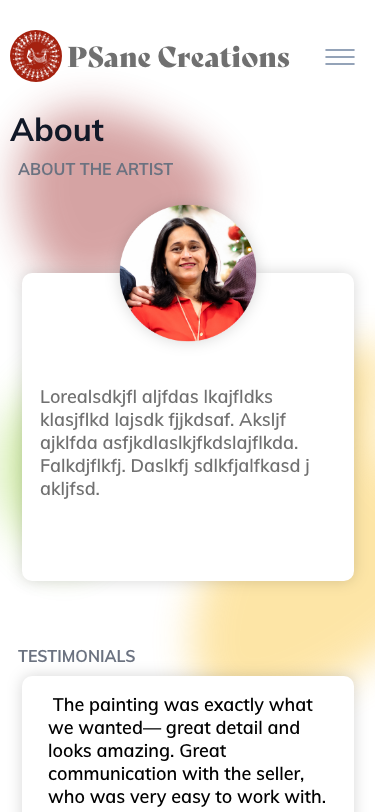 PSane Creations
About
ABOUT THE ARTIST
Lorealsdkjfl aljfdas lkajfldks
klasjflkd lajsdk fjjkdsaf. Aksljf
ajklfda asfjkdlaslkjfkdslajflkda.
Falkdjflkfj. Daslkfj sdlkfjalfkasd j
akljfsd.
TESTIMONIALS
The painting was exactly what
we wanted— great detail and
looks amazing. Great
communication with the seller,
who was very easy to work with.